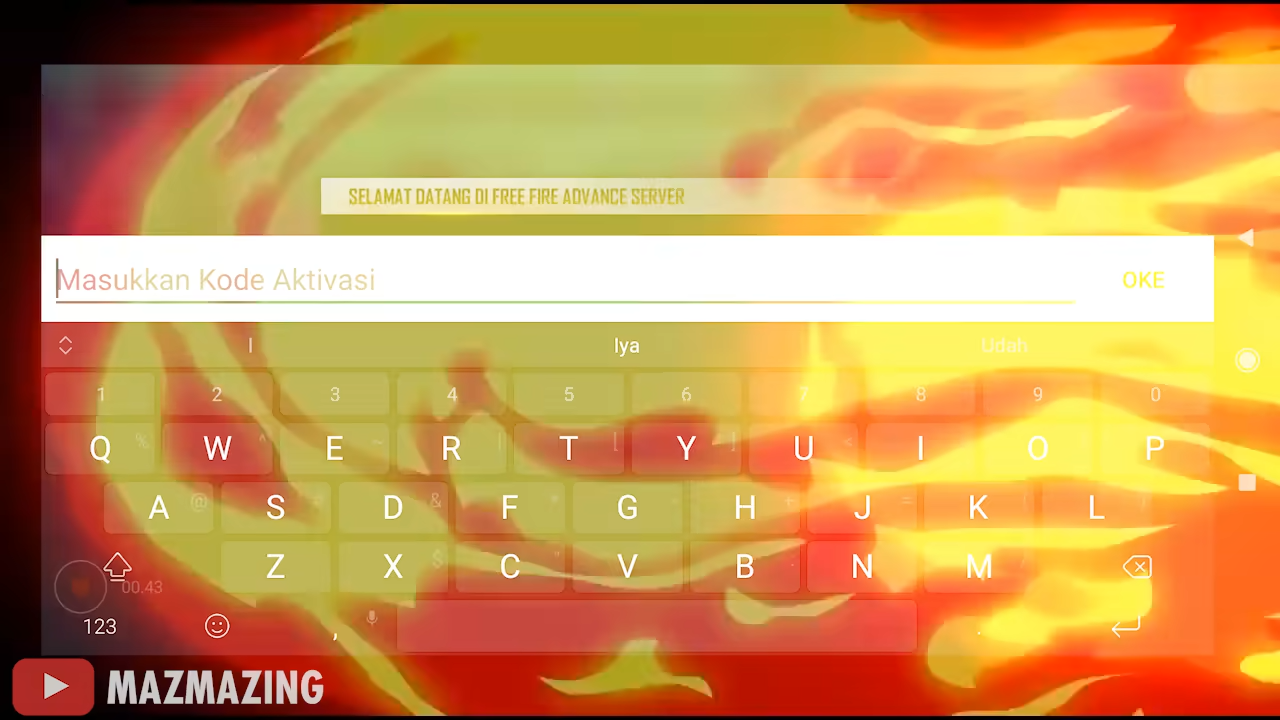 SELAMAT DATANG DI FREE FIRE ADVANCE SERVER
Masukkan Kode Aktivasi OKE
I Iya Udah
1 2 3 4 5 6 7 8 9 0
Q W E R T Y U I O P
A S D F G H J K L
Z X C V B N M
00.43
123 , .
MAZMAZING